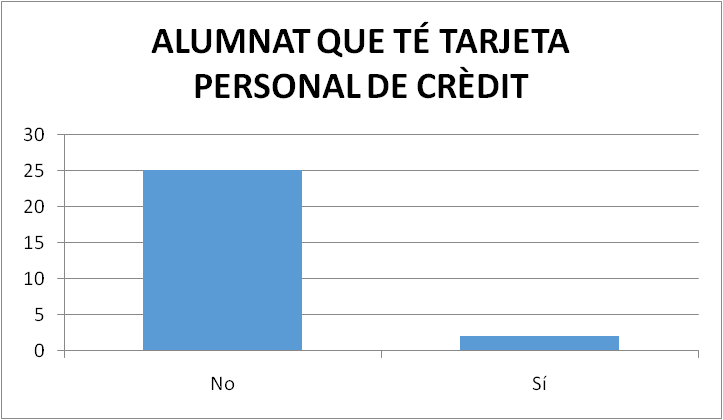 ALUMNAT QUE TÉ TARJETA
PERSONAL DE CRÈDIT
30
25
20
15
10
5
0
No Sí